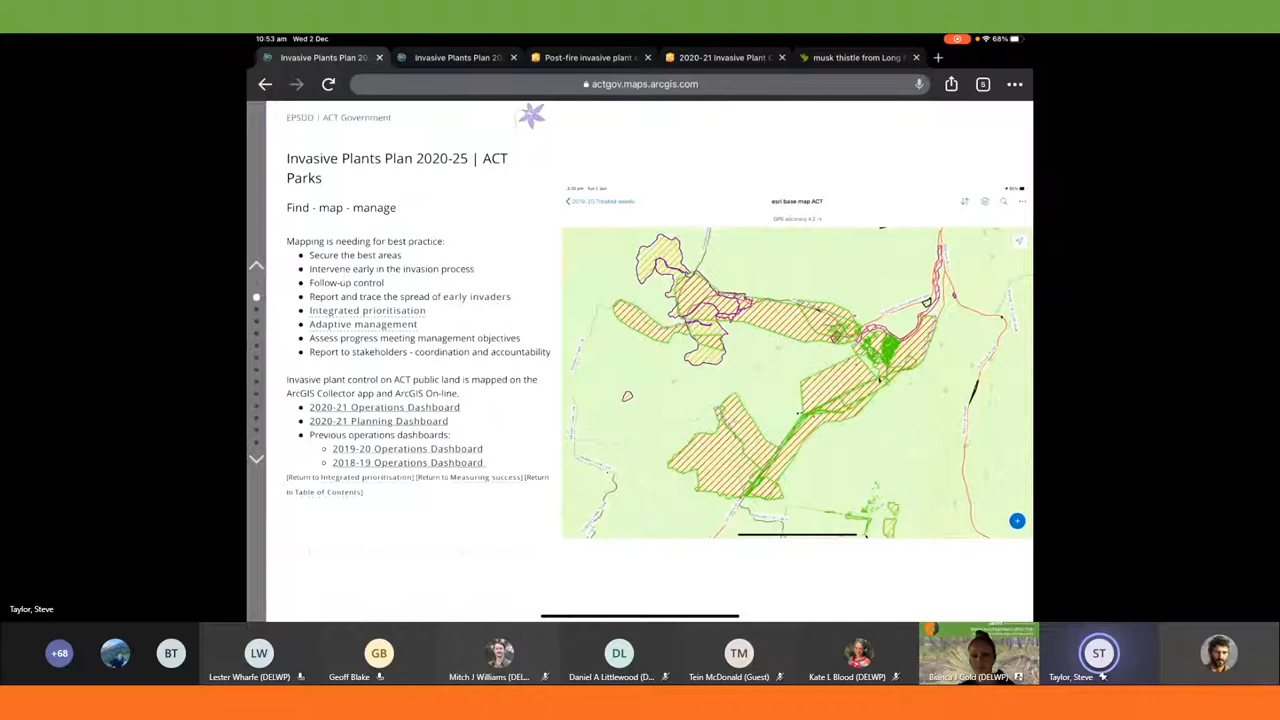 10:53 am Wed 2 Dec
68%
Invasive Plants Plan 20
Invasive Plants Plan 20
Post-fire invasive plant c
2020-21 Invasive Plant C
musk thistle from Long F
actgov.maps.arcgis.com
5
EPSDD | ACT Government
Invasive Plants Plan 2020-25 | ACT
Parks
Find - map - manage
Mapping is needing for best practice:
Secure the best areas
Intervene early in the invasion process
Follow-up control
Report and trace the spread of early invaders
Integrated prioritisation
Adaptive management
Assess progress meeting management objectives
Report to stakeholders - coordination and accountability
Invasive plant control on ACT public land is mapped on the
ArcGIS Collector app and ArcGIS On-line.
2020-21 Operations Dashboard
2020-21 Planning Dashboard
Previous operations dashboards:
2019-20 Operations Dashboard
2018-19 Operations Dashboard
[Return to Integrated prioritisation] [Return to Measuring success] [Return
to Table of Contents]
2019-20 Treated weeds
esri base map ACT
Taylor, Steve
+68
BT
LW
GB
DL
TM
ST
Lester Wharfe (DELWP)
Geoff Blake
Mitch J Williams (DEL...
Daniel A Littlewood (D...
Tein McDonald (Guest)
Kate L Blood (DELWP)
Bianca J Gold (DELWP)
Taylor, Steve